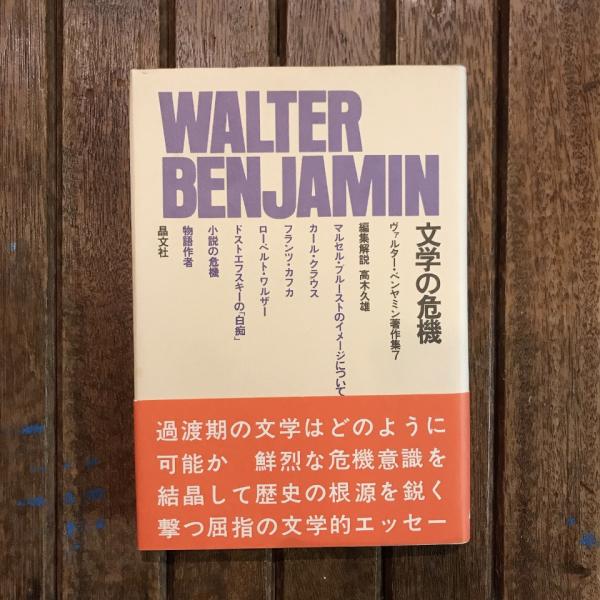 WALTER
BENJAMIN
文学の危機
ヴァルター・ベンヤミン著作集7
編集解説 高木久雄
マルセル・プルーストのイメージについて
カール・クラウス
フランツ・カフカ
ローベルト・ワルザー
ドストエフスキーの「白痴」
小説の危機
物語作者
晶文社
過渡期の文学はどのように
可能か 鮮烈な危機意識を
結晶して歴史の根源を鋭く
撃つ屈指の文学的エッセー